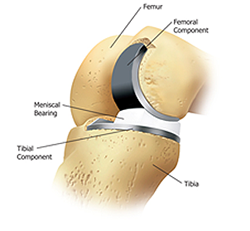 Femur
Femoral
Component
Meniscal
Bearing
Tibial
Component
Tibia